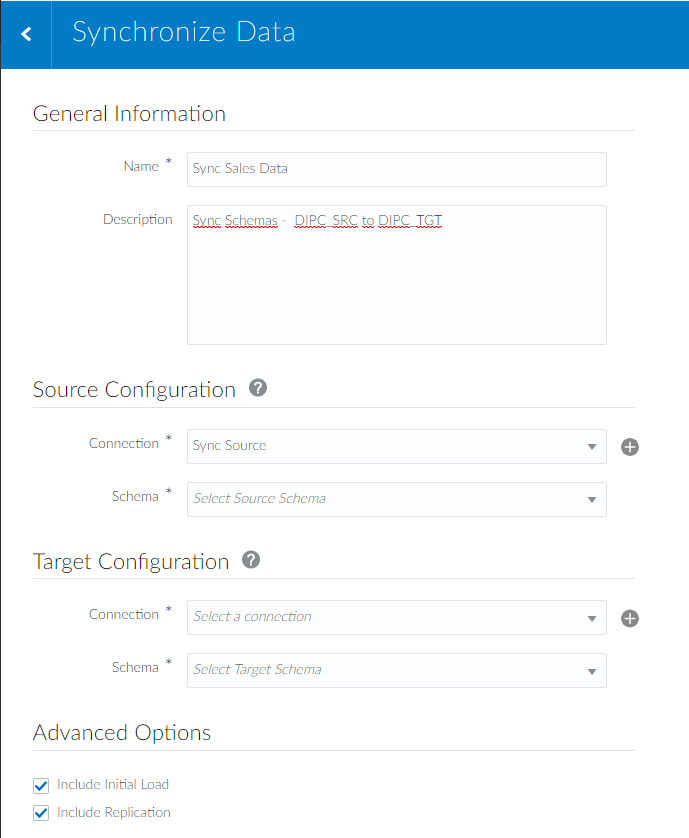 Synchronize Data
General Information
Name *
Sync Sales Data
Description
Sync Schemas - DIPC_SRC to DIPC_TGT
Source Configuration ?
Connection *
Sync Source
Schema *
Select Source Schema
Target Configuration ?
Connection *
Select a connection
Schema *
Select Target Schema
Advanced Options
Include Initial Load
Include Replication